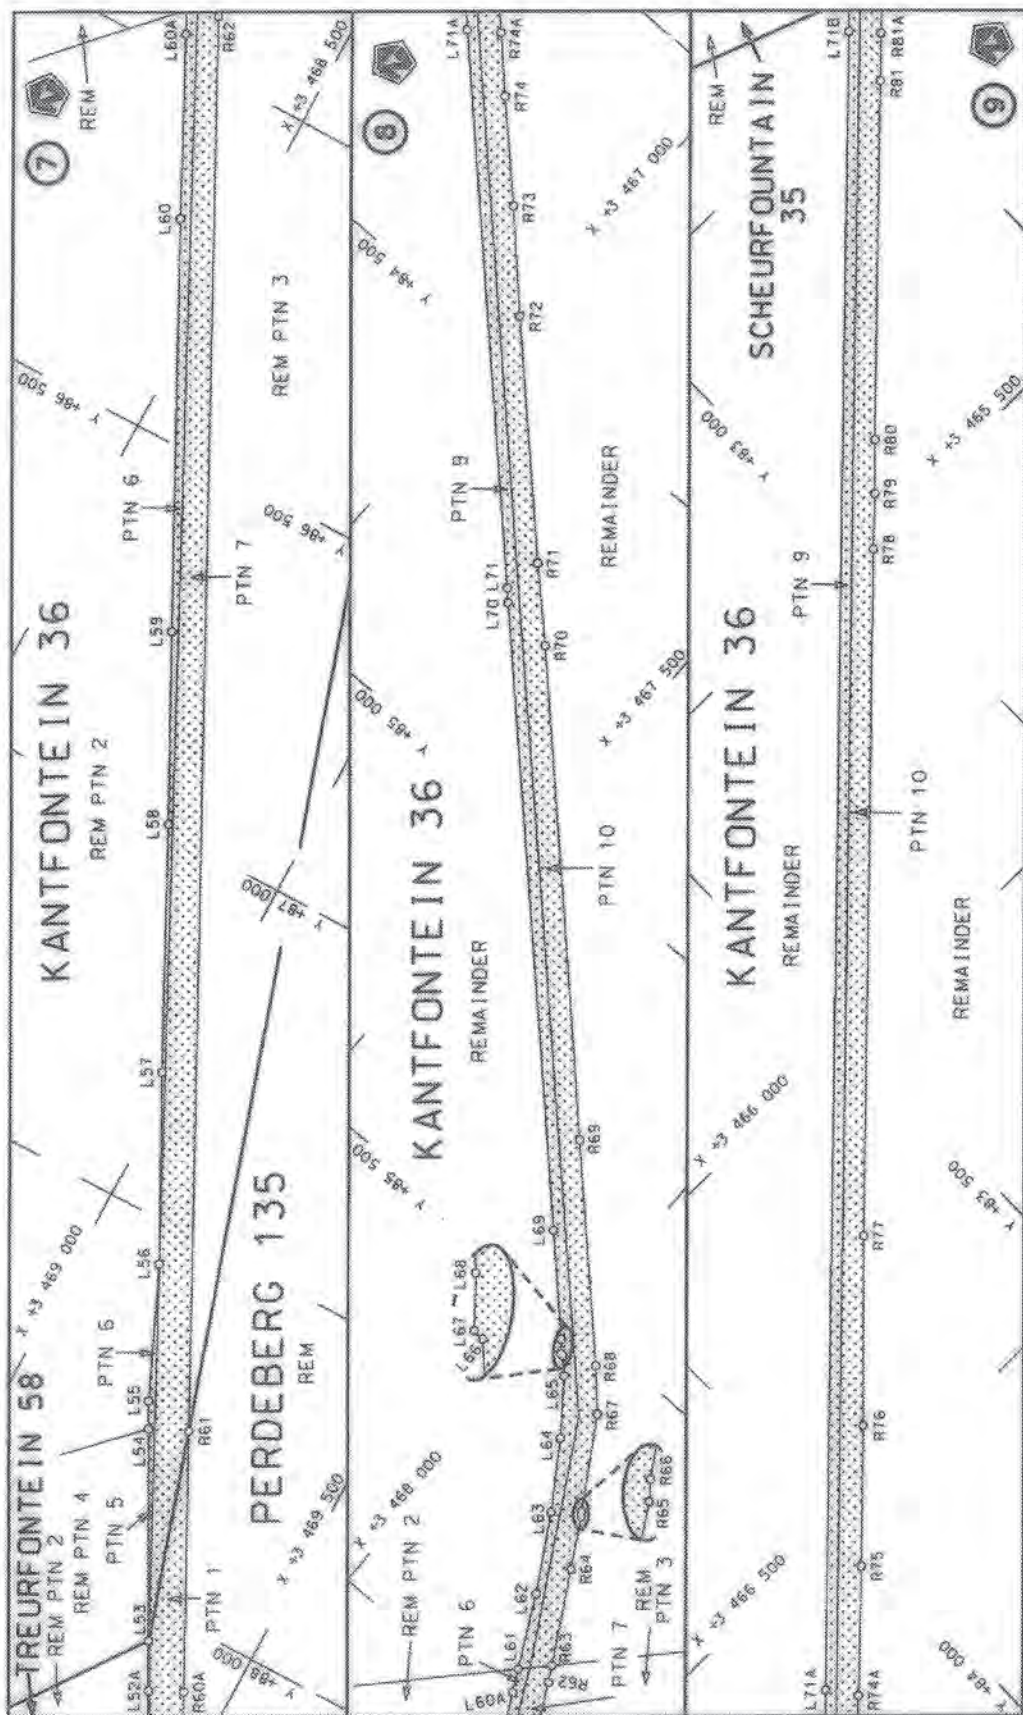 7
N
TREURFONTEIN 58
REM PTN 2
REM PTN 4
PTN 5
PTN 6
KANTFONTEIN 36
REM PTN 2
PTN 6
REM
L52A
L53
L54
L55
L56
L57
L58
L59
L60
L60A
R60A
R61
R62
PTN 1
PTN 7
PERDEBERG 135
REM
REM PTN 3
X +3 469 000
X +3 469 500
X +3 468 500
Y +88 000
Y +87 000
Y +86 500
Y +86 500
8
N
REM PTN 2
PTN 6
KANTFONTEIN 36
REMAINDER
PTN 9
L60A
L61
L62
L63
L64
L65
L66
L67
L68
L69
L70
L71
L71A
R62
R63
R64
R65
R66
R67
R68
R69
R70
R71
R72
R73
R74
R74A
PTN 7
REM
PTN 3
PTN 10
REMAINDER
X +3 468 000
X +3 467 500
X +3 467 000
Y +85 500
Y +85 000
Y +84 500
9
N
KANTFONTEIN 36
REMAINDER
PTN 9
SCHEURFOUNTAIN
35
REM
L71A
L71B
R74A
R75
R76
R77
R78
R79
R80
R81
R81A
PTN 10
REMAINDER
X +3 466 500
X +3 466 000
X +3 465 500
Y +83 500
Y +83 000